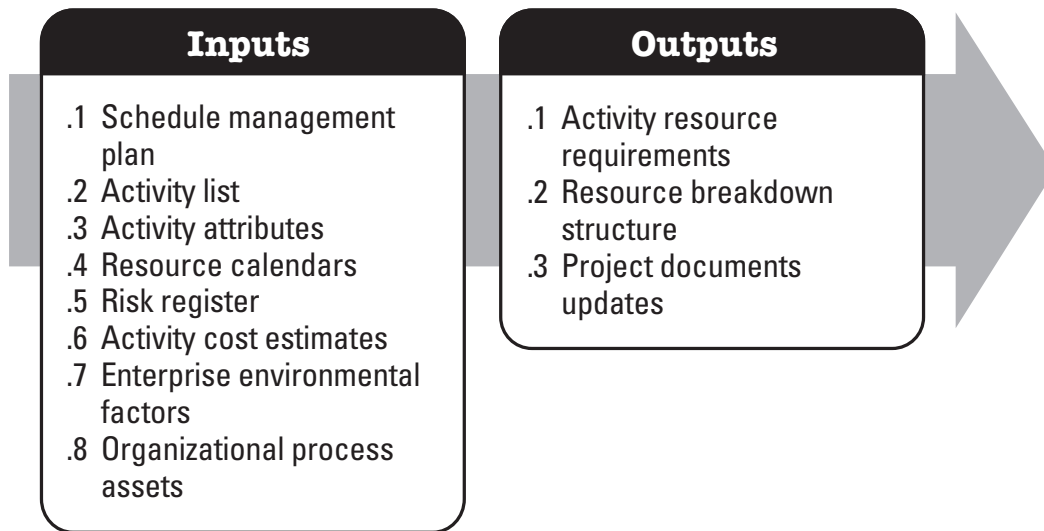 Inputs
.1 Schedule management
plan
.2 Activity list
.3 Activity attributes
.4 Resource calendars
.5 Risk register
.6 Activity cost estimates
.7 Enterprise environmental
factors
.8 Organizational process
assets
Outputs
.1 Activity resource
requirements
.2 Resource breakdown
structure
.3 Project documents
updates